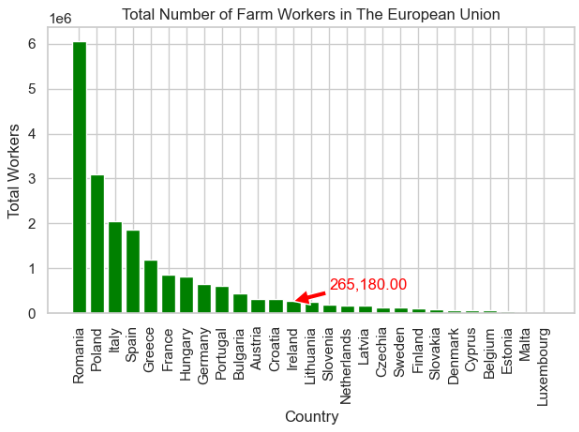 Total Number of Farm Workers in The European Union
1e6
6
5
4
3
2
1
0
Total Workers
265,180.00
Romania
Poland
Italy
Spain
Greece
France
Hungary
Germany
Portugal
Bulgaria
Austria
Croatia
Ireland
Lithuania
Slovenia
Netherlands
Latvia
Czechia
Sweden
Finland
Slovakia
Denmark
Cyprus
Belgium
Estonia
Malta
Luxembourg
Country